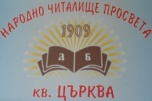 НАРОДНО ЧИТАЛИЩЕ ПРОСВЕТА
1909
а Б
кв. ЦЪРКВА